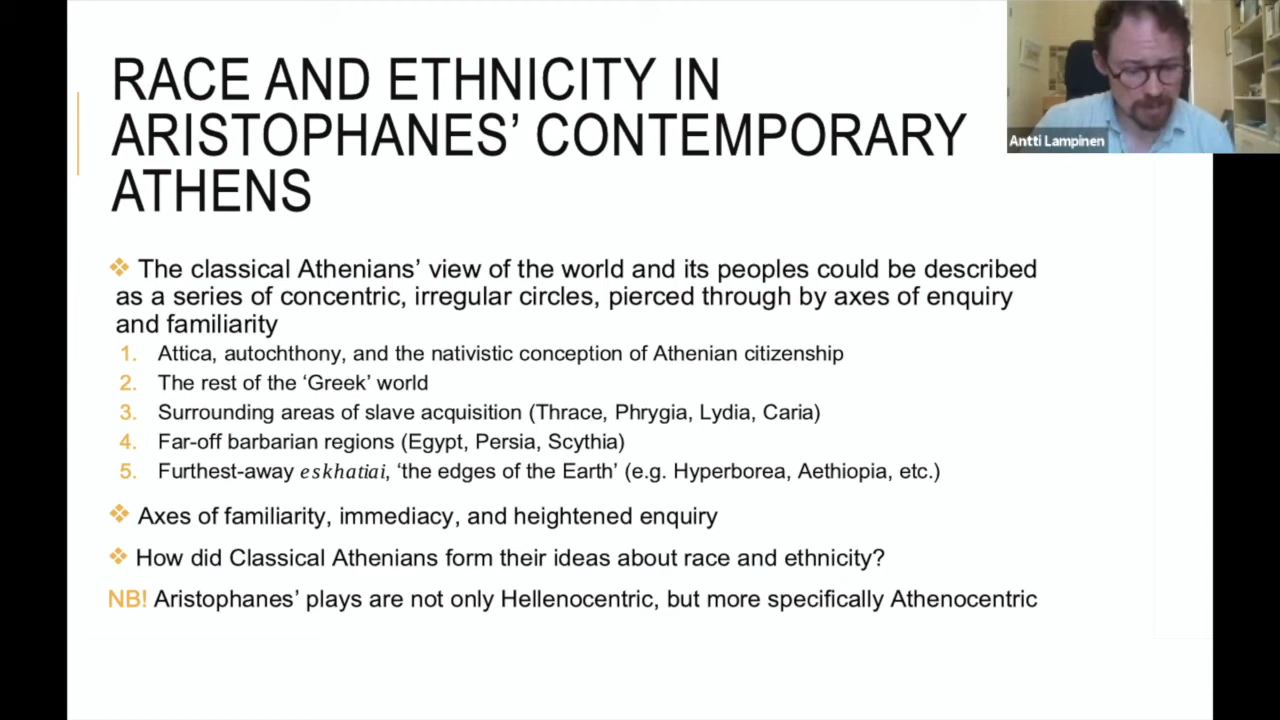 RACE AND ETHNICITY IN
ARISTOPHANES’ CONTEMPORARY
ATHENS
Antti Lampinen
❖ The classical Athenians’ view of the world and its peoples could be described
as a series of concentric, irregular circles, pierced through by axes of enquiry
and familiarity
1. Attica, autochthony, and the nativistic conception of Athenian citizenship
2. The rest of the ‘Greek’ world
3. Surrounding areas of slave acquisition (Thrace, Phrygia, Lydia, Caria)
4. Far-off barbarian regions (Egypt, Persia, Scythia)
5. Furthest-away eskhatiai, ‘the edges of the Earth’ (e.g. Hyperborea, Aethiopia, etc.)
❖ Axes of familiarity, immediacy, and heightened enquiry
❖ How did Classical Athenians form their ideas about race and ethnicity?
NB! Aristophanes’ plays are not only Hellenocentric, but more specifically Athenocentric